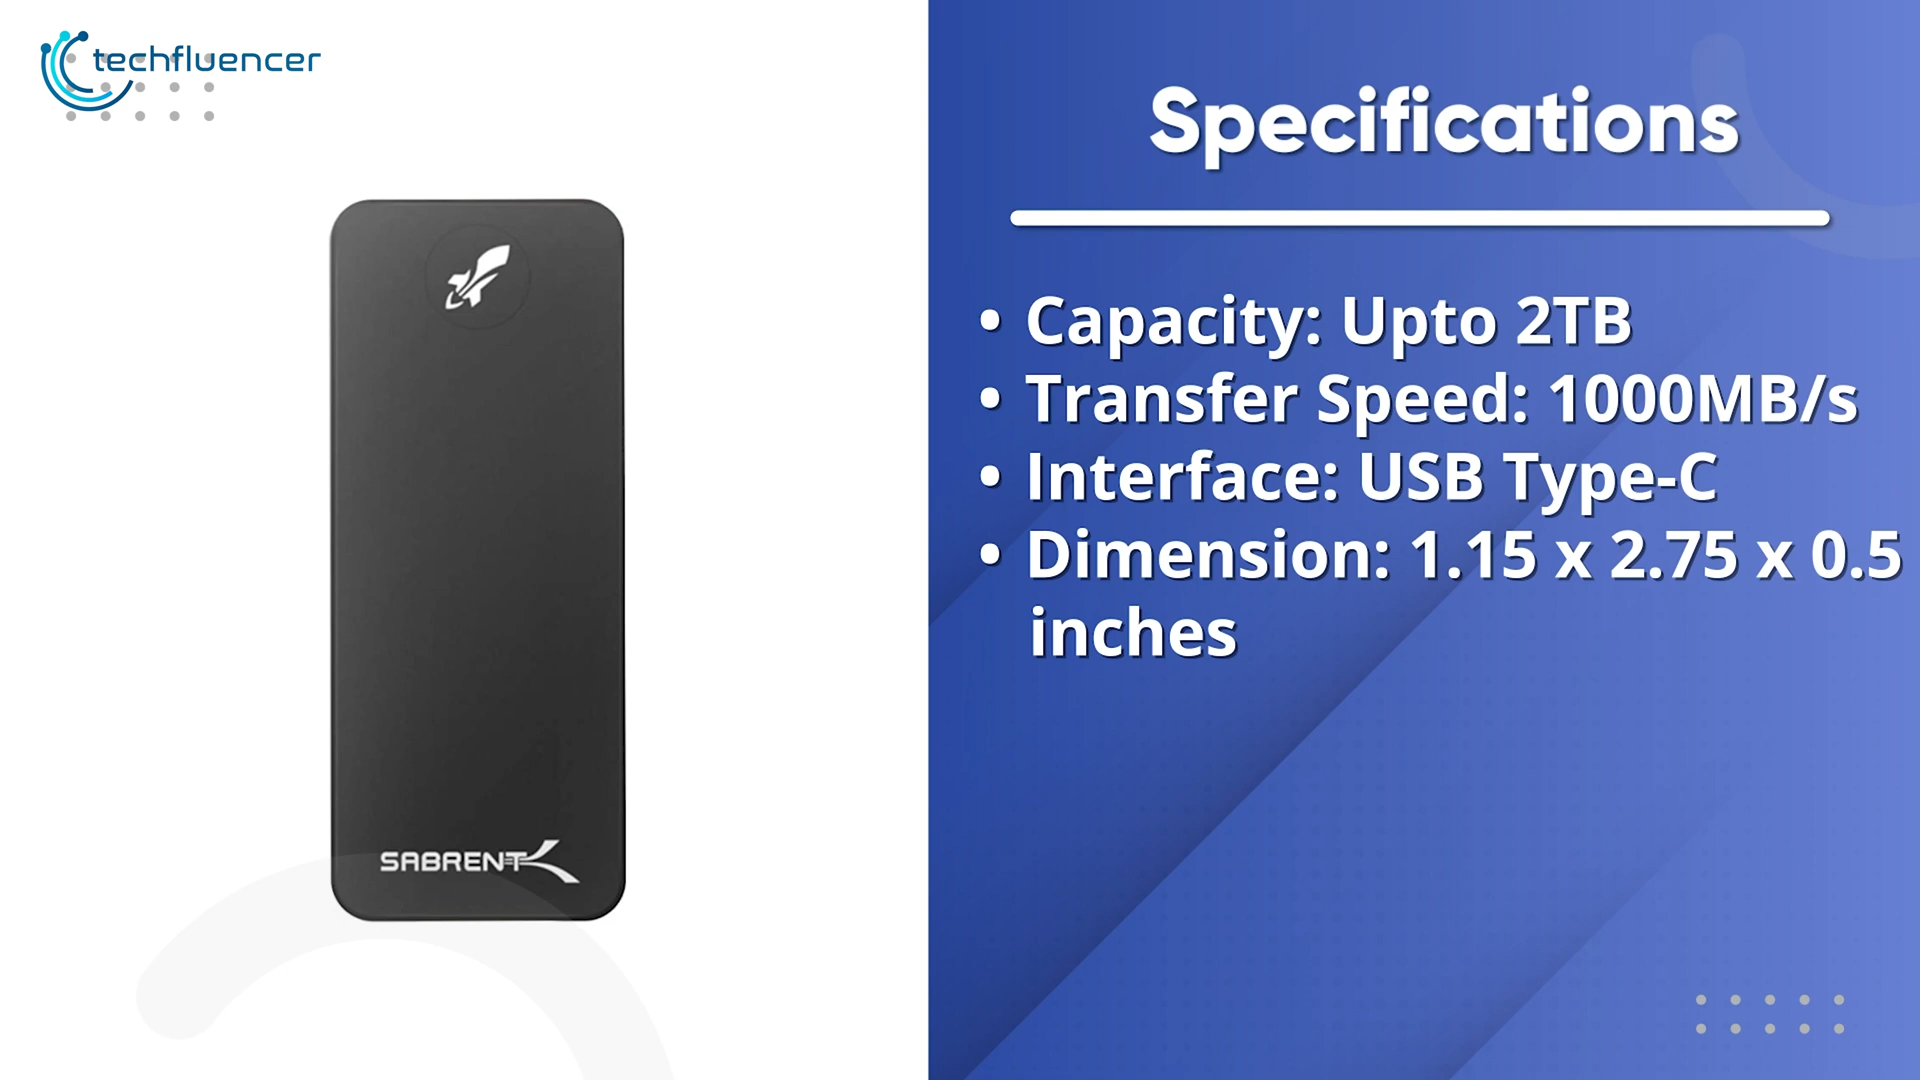 techfluencer
SABRENT
Specifications
• Capacity: Upto 2TB
• Transfer Speed: 1000MB/s
• Interface: USB Type-C
• Dimension: 1.15 x 2.75 x 0.5
inches